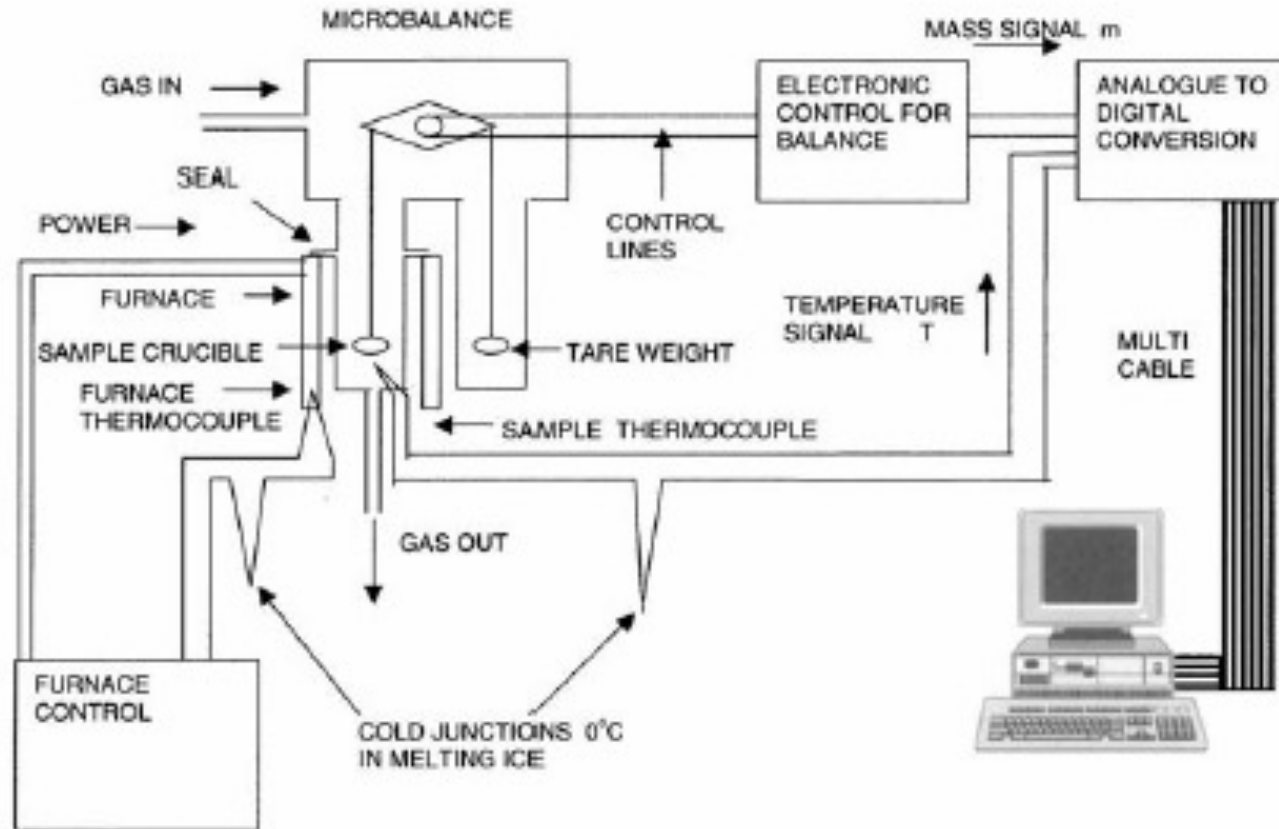 MICROBALANCE
MASS SIGNAL m
GAS IN
ELECTRONIC
CONTROL FOR
BALANCE
ANALOGUE TO
DIGITAL
CONVERSION
SEAL
POWER
CONTROL
LINES
FURNACE
TEMPERATURE
SIGNAL T
SAMPLE CRUCIBLE
TARE WEIGHT
MULTI
CABLE
FURNACE
THERMOCOUPLE
SAMPLE THERMOCOUPLE
GAS OUT
FURNACE
CONTROL
COLD JUNCTIOINS 0°C
IN MELTING ICE